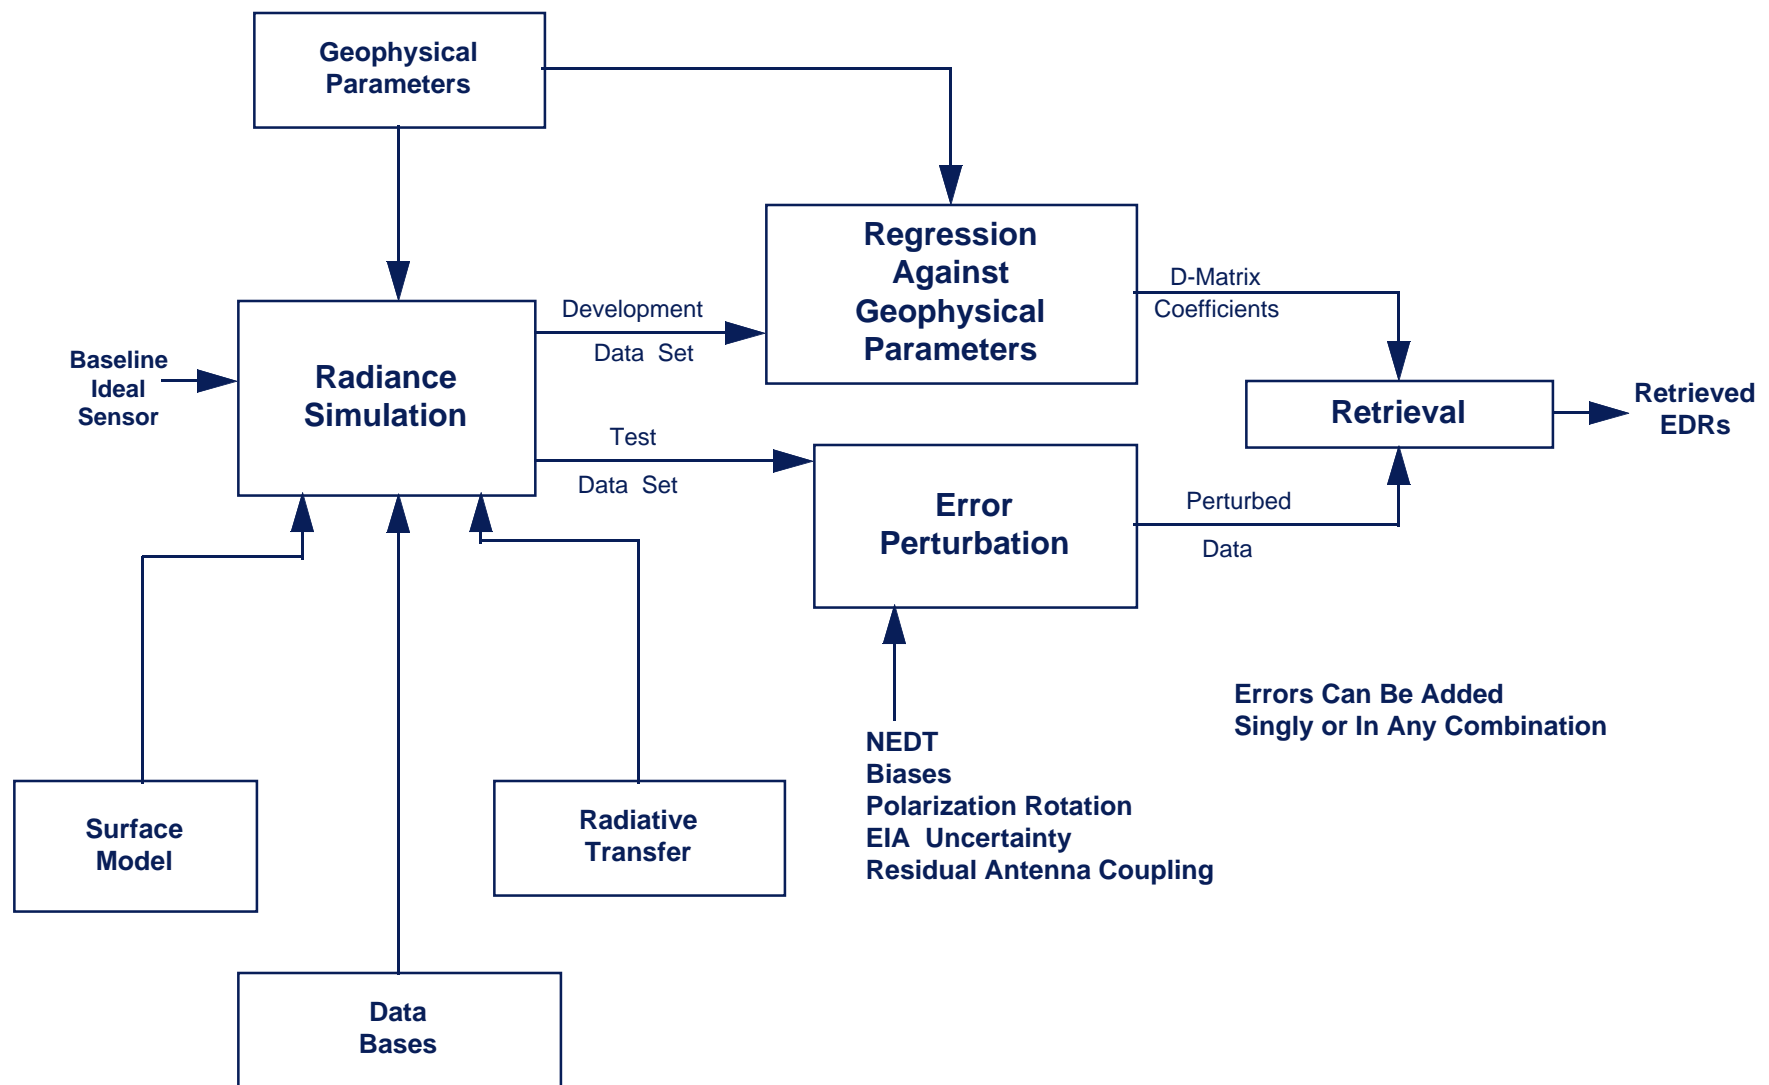 Geophysical
Parameters
Regression
Against
Geophysical
Parameters
D-Matrix
Coefficients
Development
Data Set
Baseline
Ideal
Sensor
Radiance
Simulation
Retrieval
Retrieved
EDRs
Test
Data Set
Error
Perturbation
Perturbed
Data
Errors Can Be Added
Singly or In Any Combination
NEDT
Biases
Polarization Rotation
EIA Uncertainty
Residual Antenna Coupling
Surface
Model
Radiative
Transfer
Data
Bases